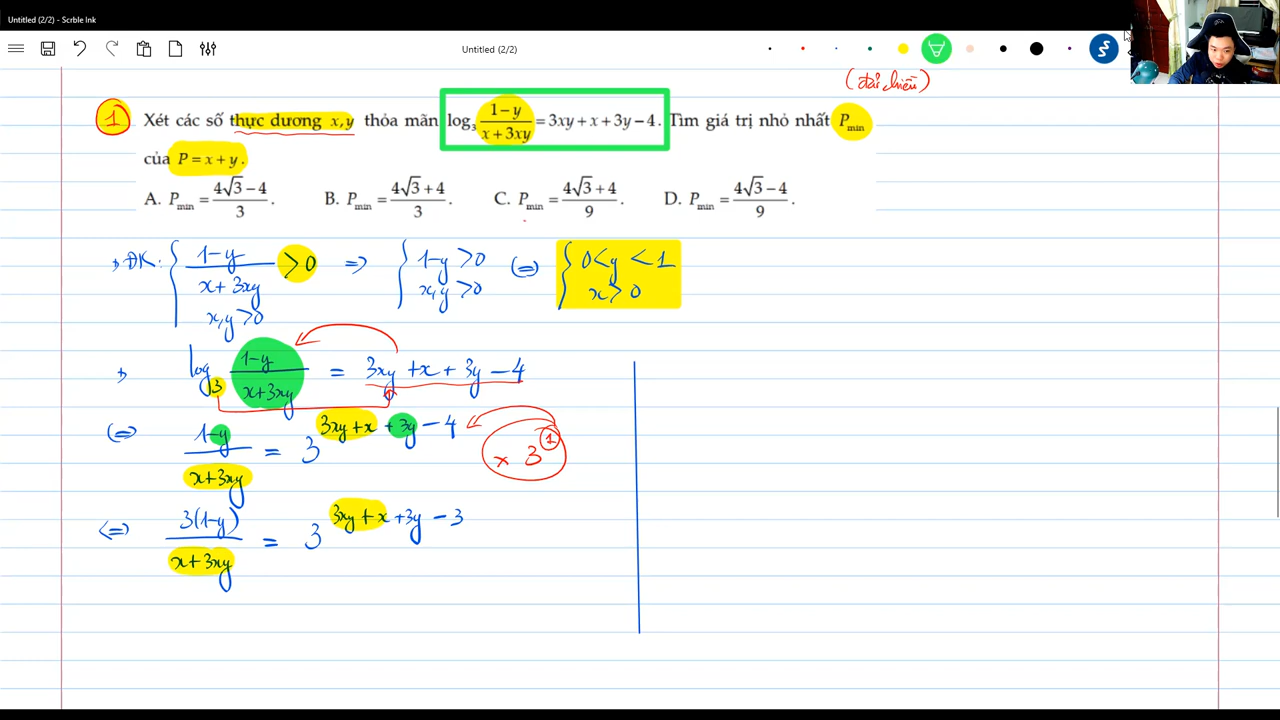 Untitled (2/2) - Scrble Ink
Untitled (2/2)
(đối chiếu)
1 Xét các số thực dương x, y thỏa mãn log₃ (1−y)/(x+3xy) = 3xy + x + 3y − 4. Tìm giá trị nhỏ nhất P_min
của P = x + y.
A. P_min = (4√3 − 4)/3. B. P_min = (4√3 + 4)/3. C. P_min = (4√3 + 4)/9. D. P_min = (4√3 − 4)/9.
ĐK: { (1−y)/(x+3xy) > 0 ; x,y > 0 => { 1−y > 0 ; x,y > 0 (=) { 0 < y < 1 ; x > 0
log₃ (1−y)/(x+3xy) = 3xy + x + 3y − 4
(=) (1−y)/(x+3xy) = 3^(3xy + x + 3y − 4) × 3^1
(=) 3(1−y)/(x+3xy) = 3^(3xy + x + 3y − 3)